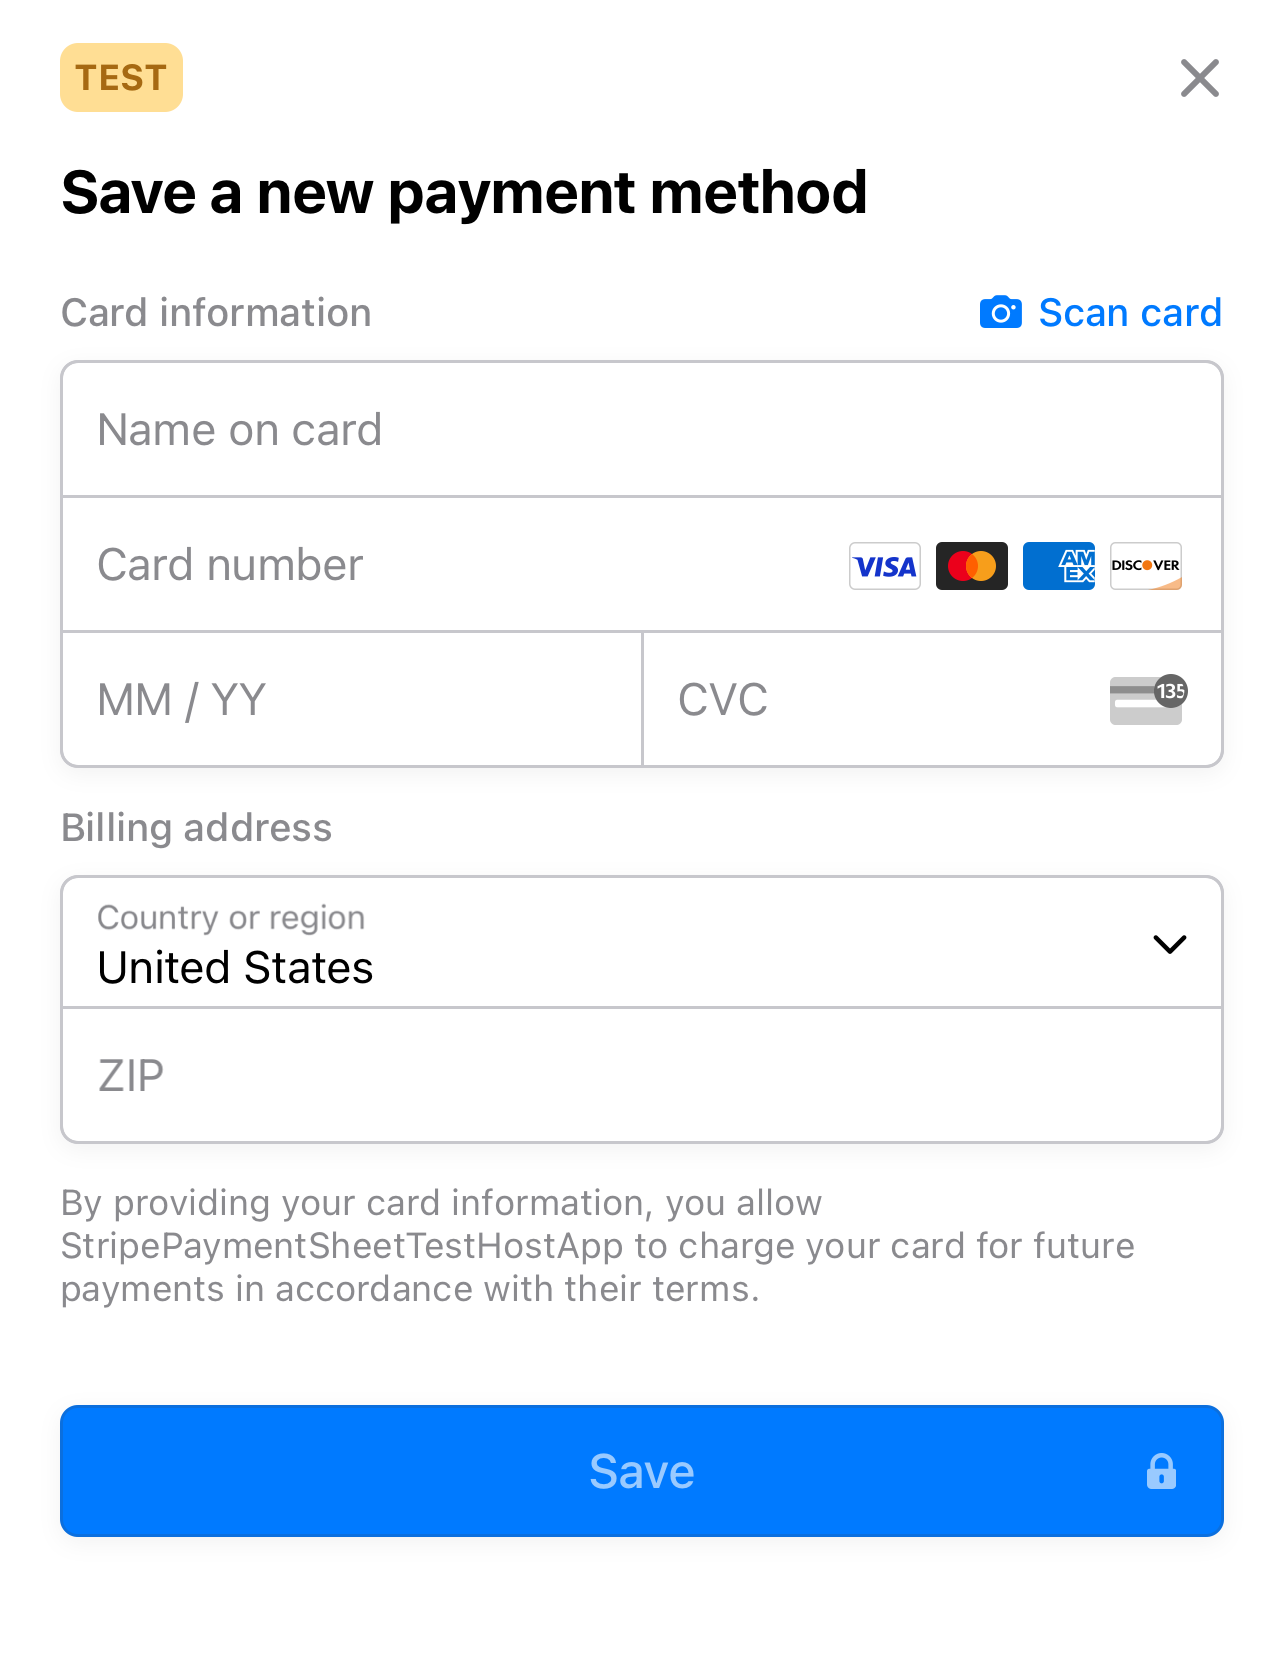 TEST
Save a new payment method
Card information
Scan card
Name on card
Card number
VISA
AM
EX
DISCOVER
MM / YY
CVC
135
Billing address
Country or region
United States
ZIP
By providing your card information, you allow
StripePaymentSheetTestHostApp to charge your card for future
payments in accordance with their terms.
Save